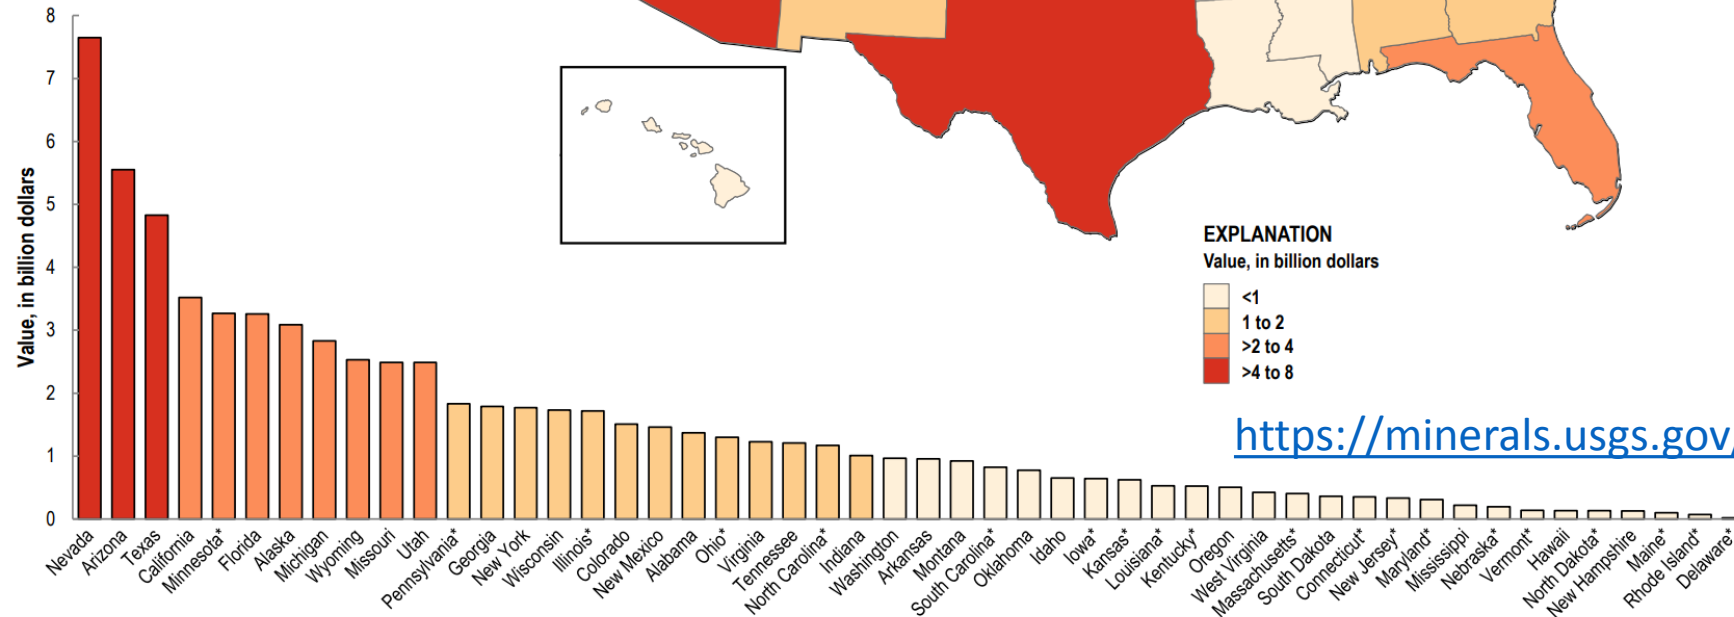 8
7
6
5
4
3
2
1
0
Value, in billion dollars
EXPLANATION
Value, in billion dollars
<1
1 to 2
>2 to 4
>4 to 8
https://minerals.usgs.gov/
Nevada
Arizona
Texas
California
Minnesota*
Florida
Alaska
Michigan
Wyoming
Missouri
Utah
Pennsylvania*
Georgia
New York
Wisconsin
Illinois*
Colorado
New Mexico
Alabama
Ohio*
Virginia
Tennessee
North Carolina*
Indiana
Washington
Arkansas
Montana
South Carolina*
Oklahoma
Idaho
Iowa*
Kansas*
Louisiana*
Kentucky*
Oregon
West Virginia
Massachusetts*
South Dakota
Connecticut*
New Jersey*
Maryland*
Mississippi
Nebraska*
Vermont*
Hawaii
North Dakota*
New Hampshire
Maine*
Rhode Island*
Delaware*